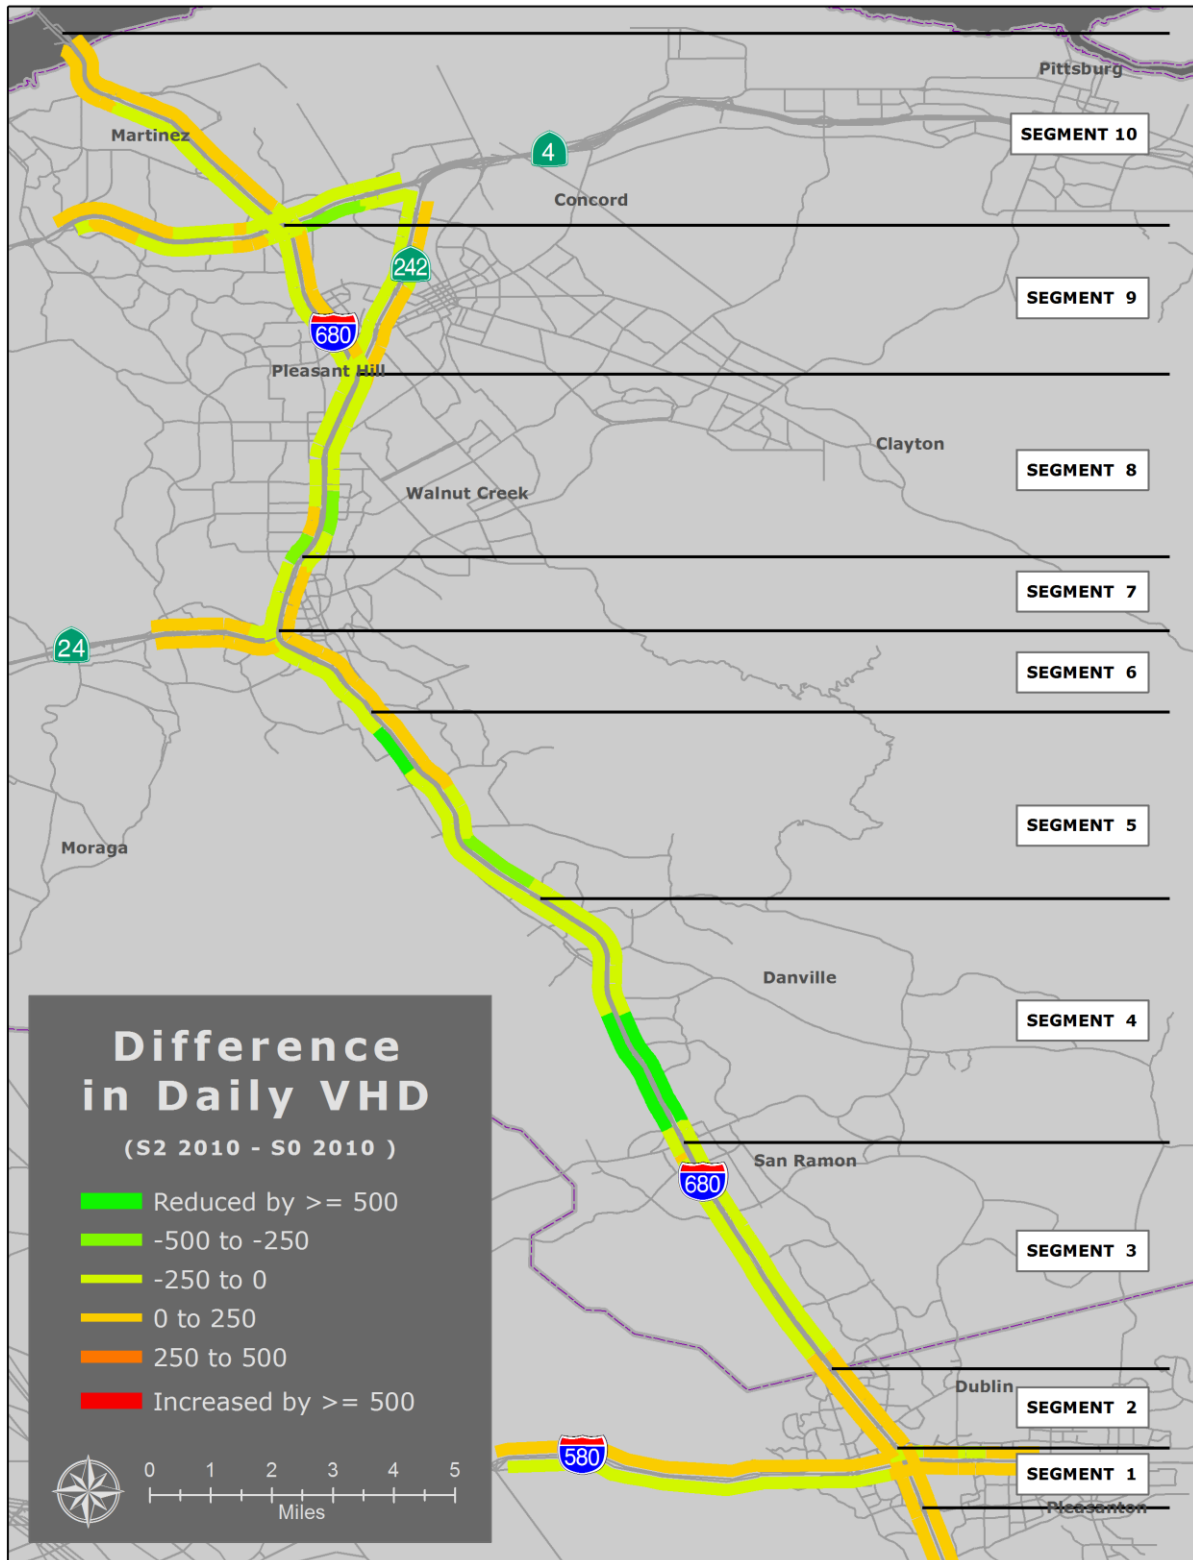 Pittsburg
Martinez
SEGMENT 10
4
Concord
242
SEGMENT 9
680
Pleasant Hill
Clayton
SEGMENT 8
Walnut Creek
SEGMENT 7
24
SEGMENT 6
SEGMENT 5
Moraga
Danville
SEGMENT 4
Difference
in Daily VHD
(S2 2010 - S0 2010 )
San Ramon
680
Reduced by >= 500
-500 to -250
SEGMENT 3
-250 to 0
0 to 250
250 to 500
Increased by >= 500
Dublin
SEGMENT 2
580
SEGMENT 1
0 1 2 3 4 5
Miles
Pleasanton